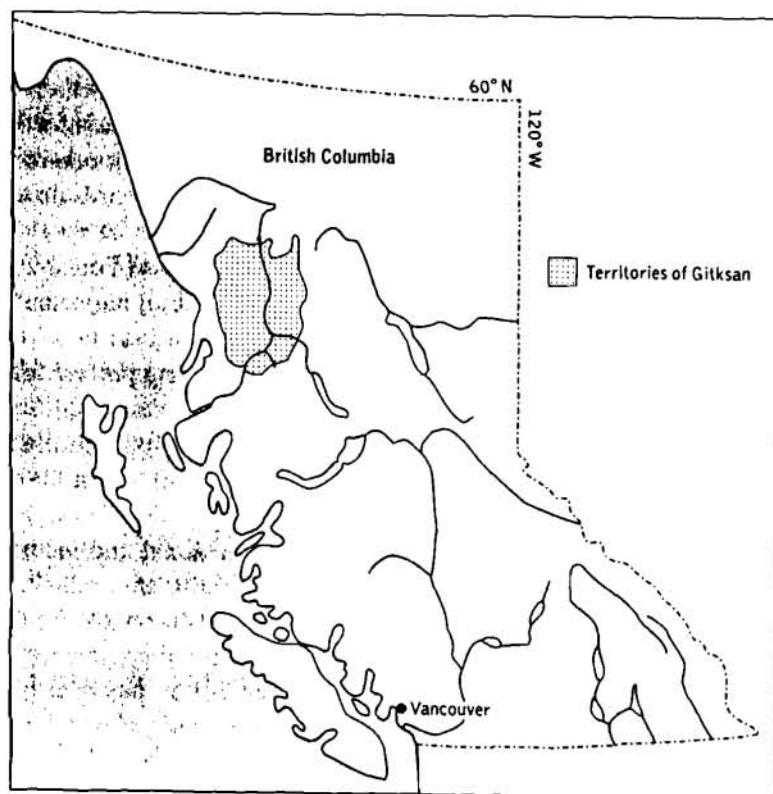 60° N
120° W
British Columbia
Territories of Gitksan
Vancouver